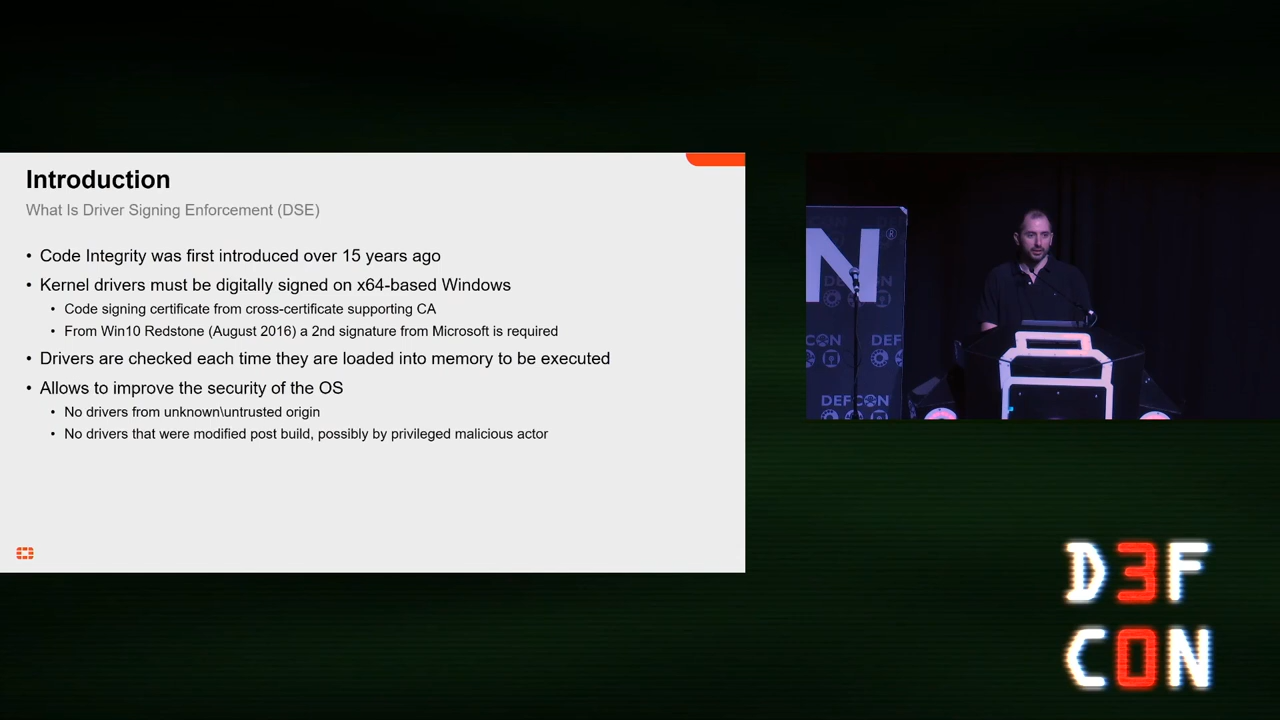 Introduction
What Is Driver Signing Enforcement (DSE)
• Code Integrity was first introduced over 15 years ago
• Kernel drivers must be digitally signed on x64-based Windows
• Code signing certificate from cross-certificate supporting CA
• From Win10 Redstone (August 2016) a 2nd signature from Microsoft is required
• Drivers are checked each time they are loaded into memory to be executed
• Allows to improve the security of the OS
• No drivers from unknown\untrusted origin
• No drivers that were modified post build, possibly by privileged malicious actor
N®
DEFCON
D3F
CON